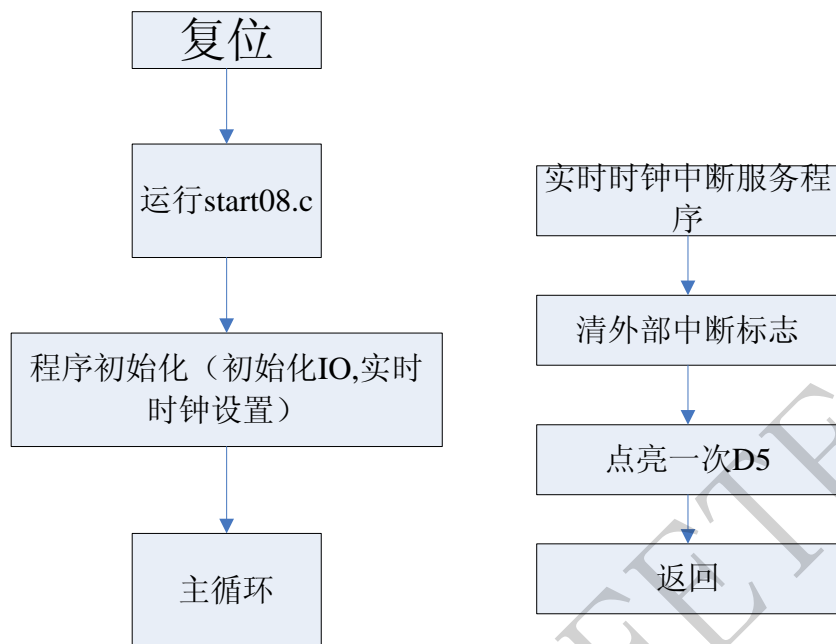 复位
运行start08.c
程序初始化（初始化IO,实时
时钟设置）
主循环
实时时钟中断服务程
序
清外部中断标志
点亮一次D5
返回